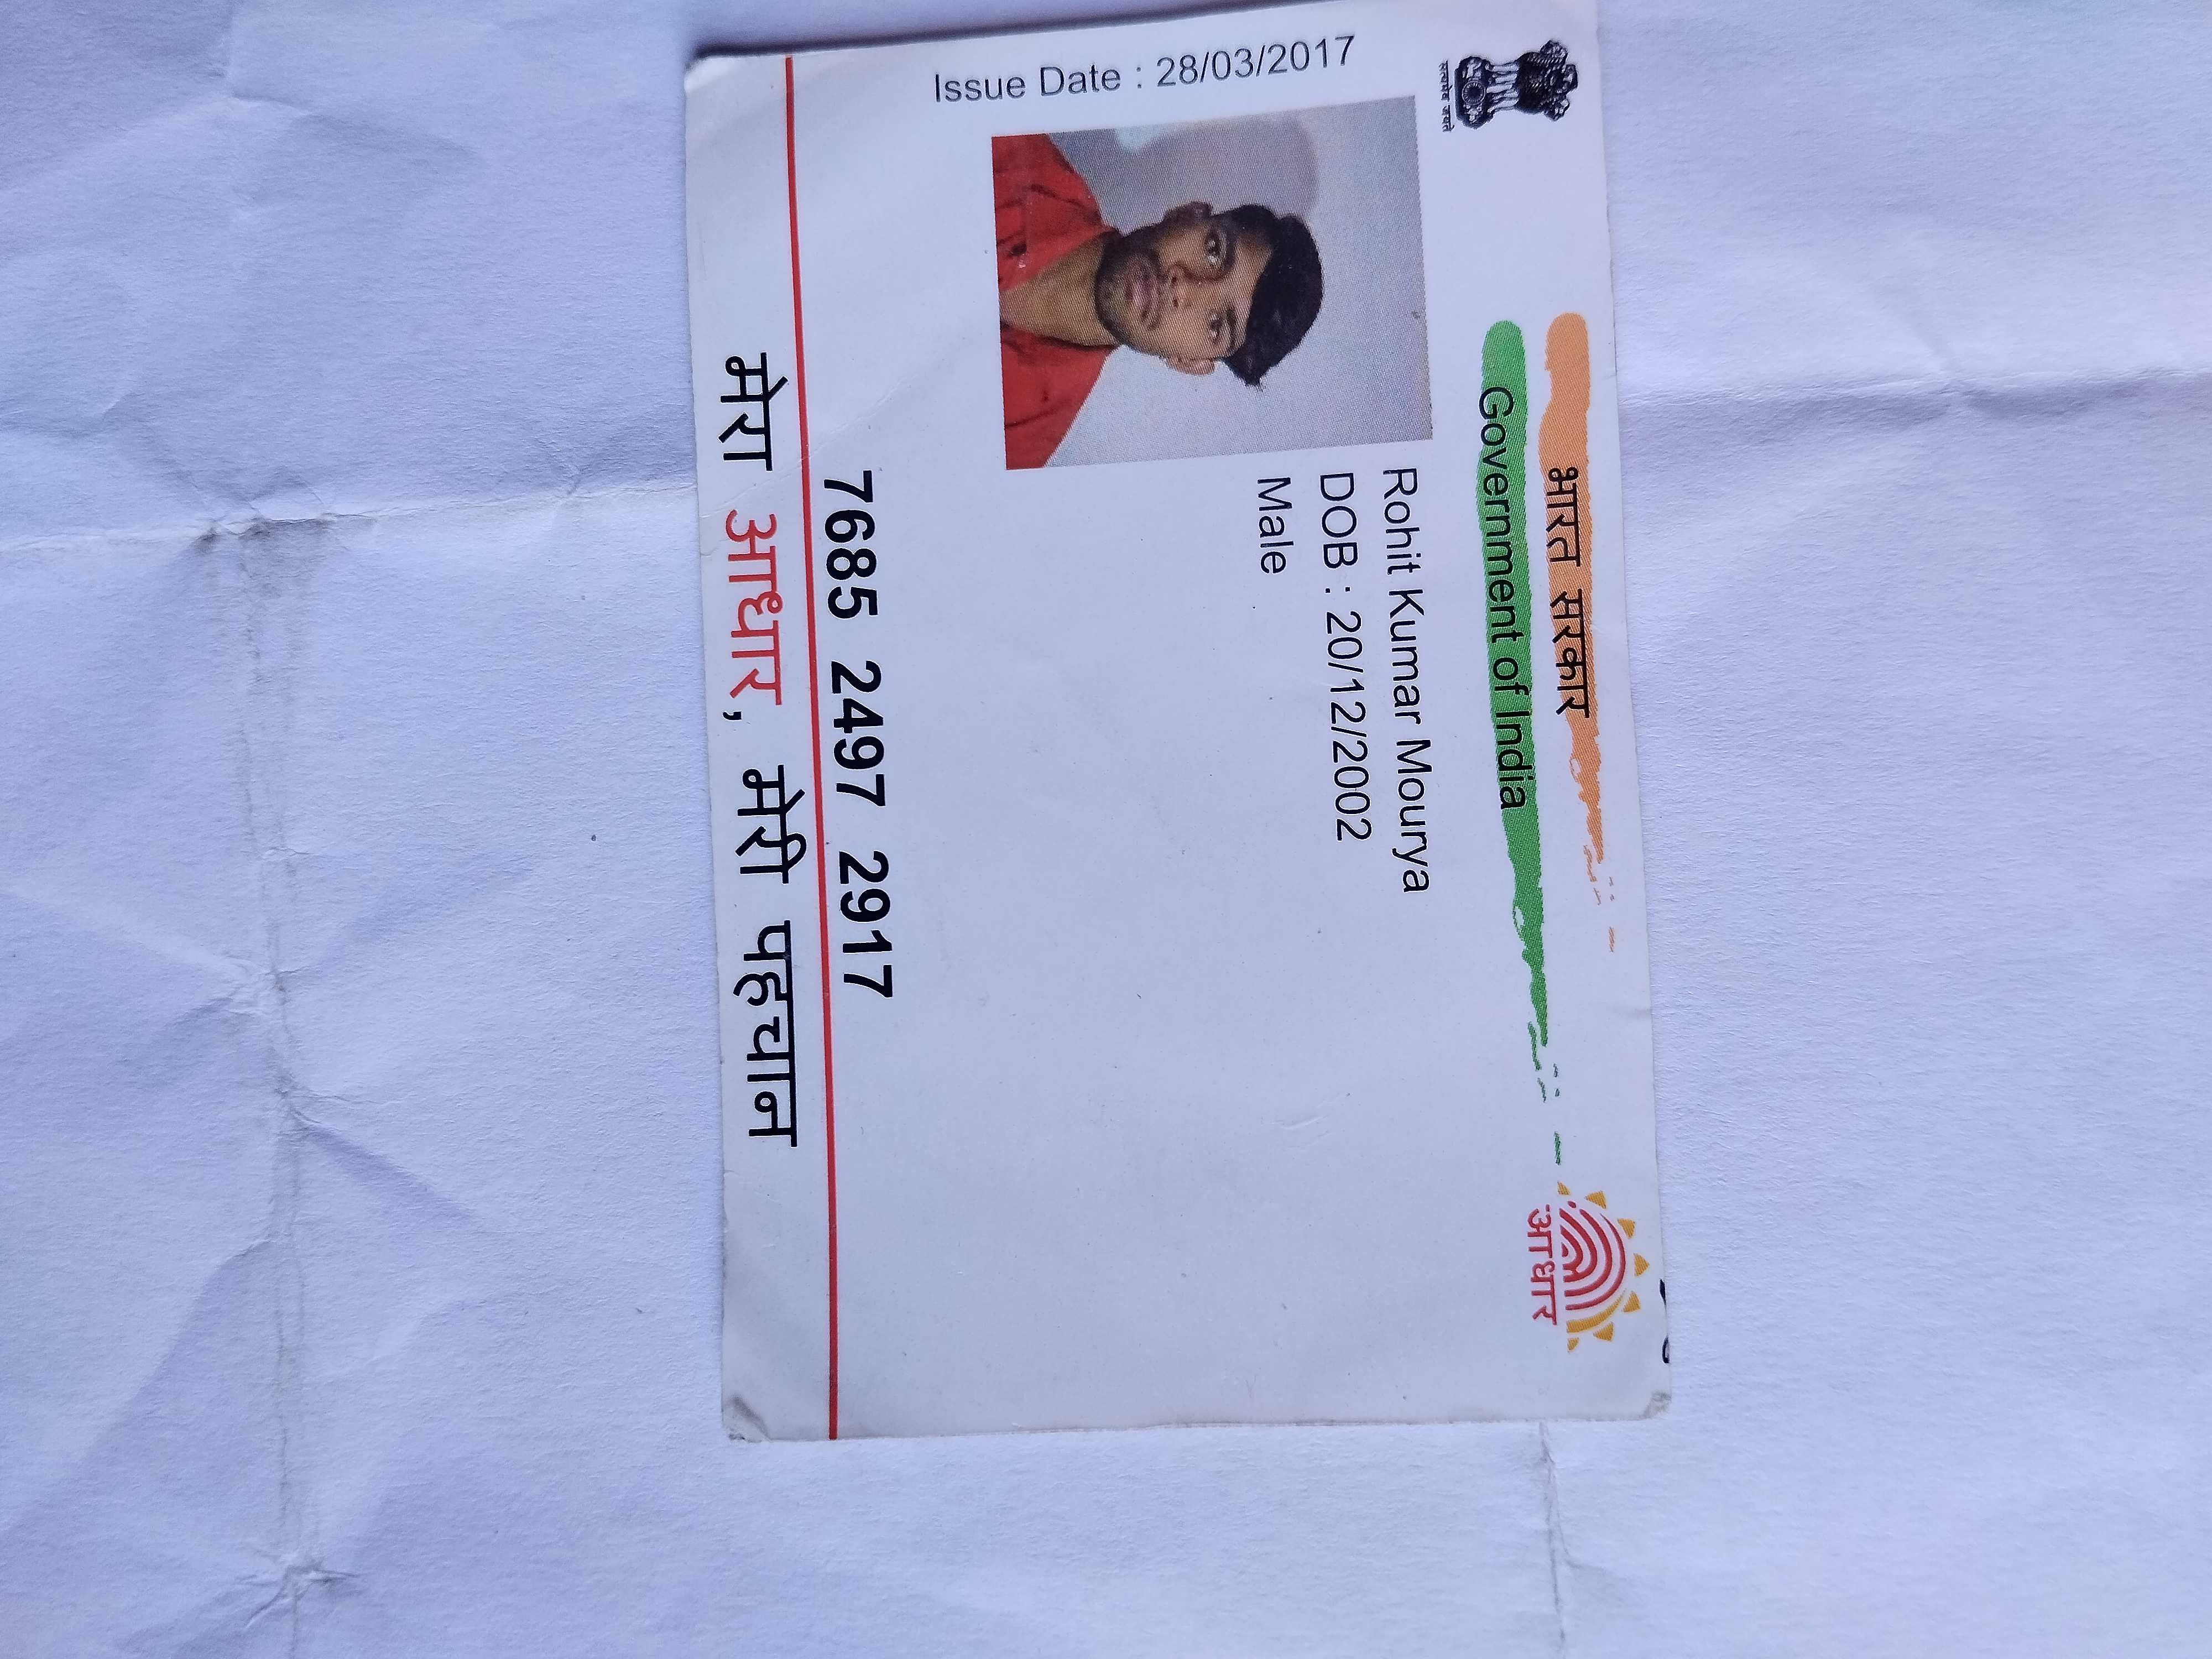 भारत सरकार
Government of India
सत्यमेव जयते
आधार
Issue Date : 28/03/2017
Rohit Kumar Mourya
DOB : 20/12/2002
Male
7685 2497 2917
मेरा आधार, मेरी पहचान